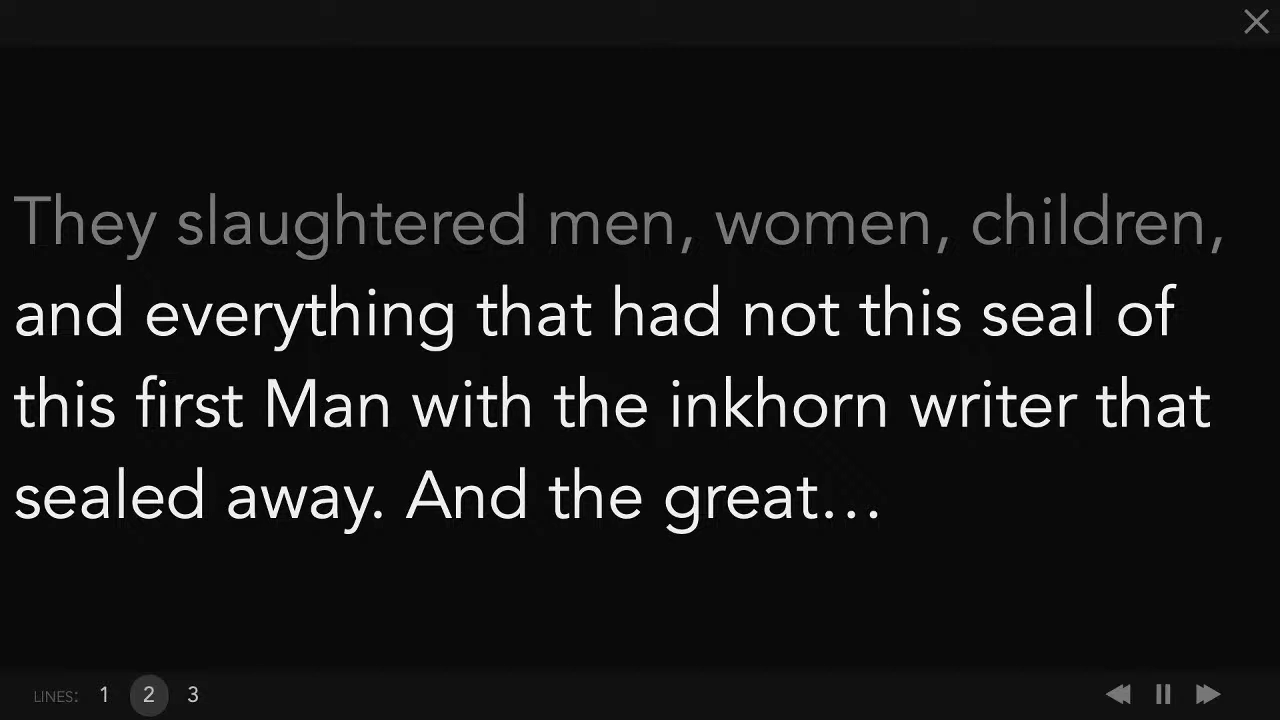 They slaughtered men, women, children,
and everything that had not this seal of
this first Man with the inkhorn writer that
sealed away. And the great…
LINES: 1 2 3